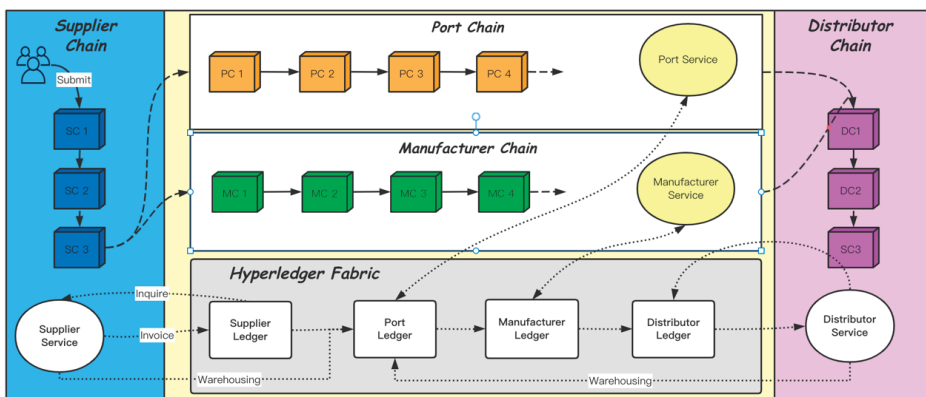 Supplier
Chain
Submit
SC 1
SC 2
SC 3
Supplier
Service
Port Chain
PC 1
PC 2
PC 3
PC 4
Port Service
Manufacturer Chain
MC 1
MC 2
MC 3
MC 4
Manufacturer
Service
Hyperledger Fabric
Inquire
Invoice
Warehousing
Supplier
Ledger
Port
Ledger
Manufacturer
Ledger
Distributor
Ledger
Warehousing
Distributor
Chain
DC1
DC2
SC3
Distributor
Service